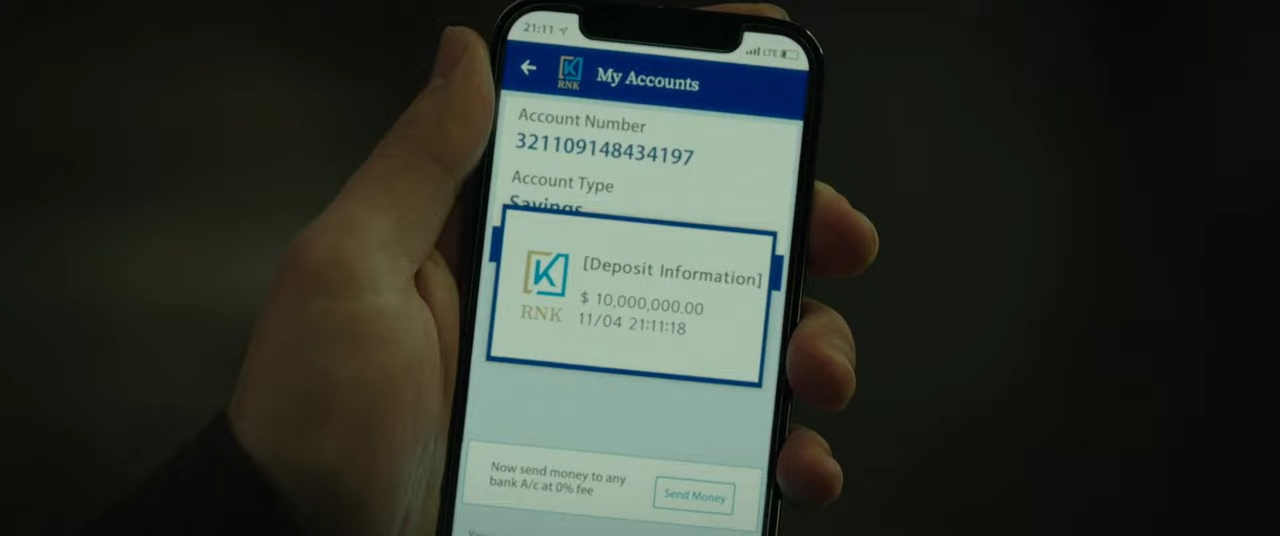 21:11
LTE
RNK
My Accounts
Account Number
321109148434197
Account Type
Savings
[Deposit Information]
$ 10,000,000.00
RNK
11/04 21:11:18
Now send money to any
bank A/c at 0% fee
Send Money